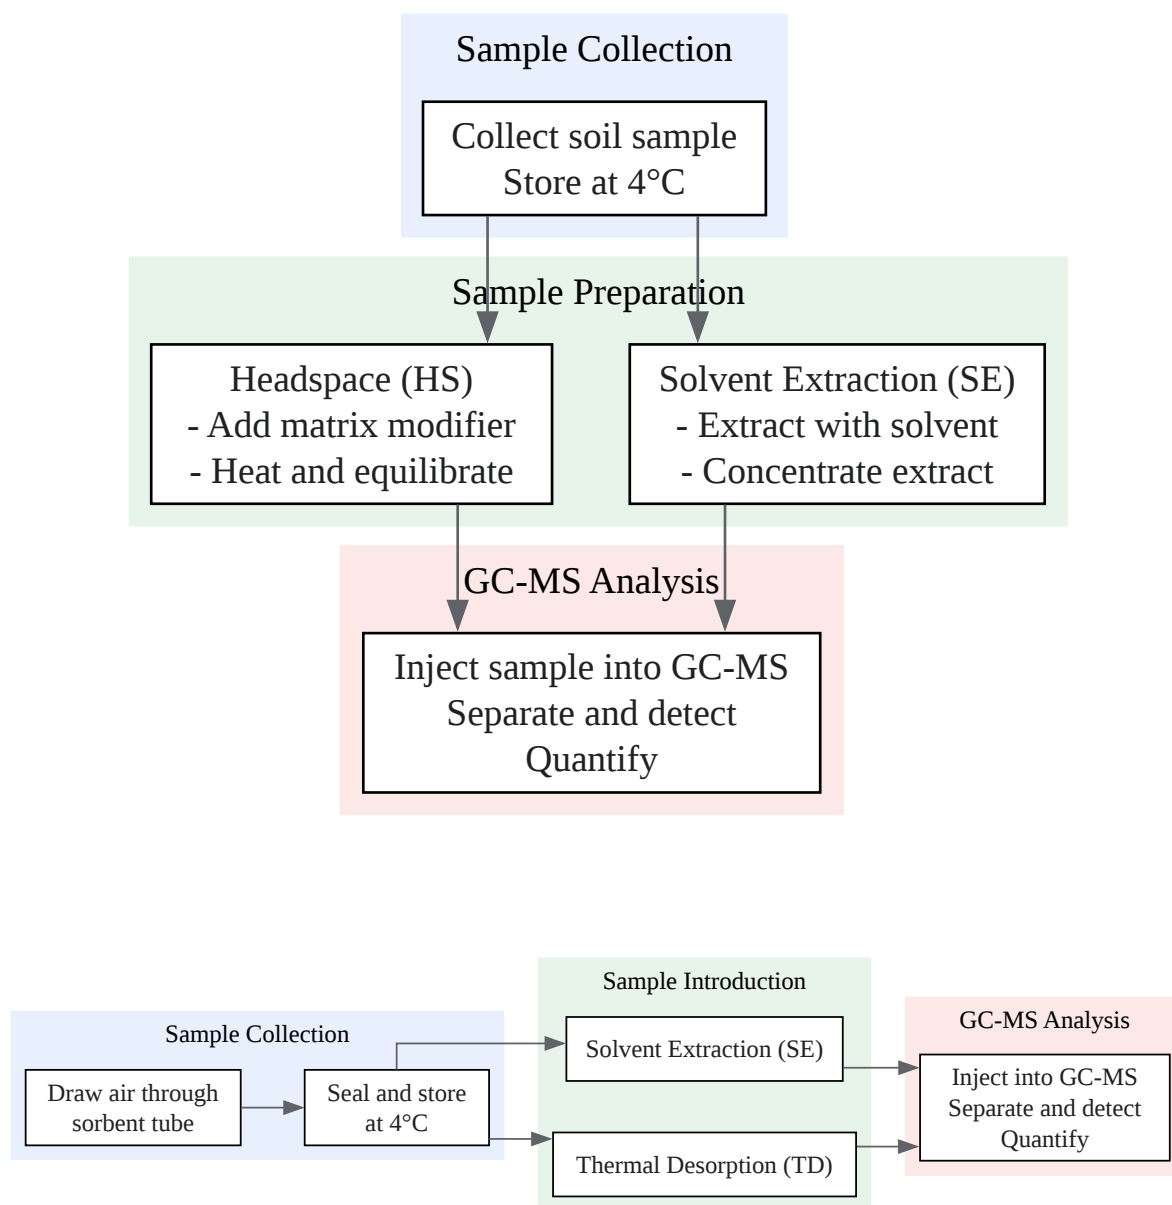 Sample Collection
Collect soil sample
Store at 4°C
Sample Preparation
Headspace (HS)
- Add matrix modifier
- Heat and equilibrate
Solvent Extraction (SE)
- Extract with solvent
- Concentrate extract
GC-MS Analysis
Inject sample into GC-MS
Separate and detect
Quantify
Sample Collection
Draw air through
sorbent tube
Seal and store
at 4°C
Sample Introduction
Solvent Extraction (SE)
Thermal Desorption (TD)
GC-MS Analysis
Inject into GC-MS
Separate and detect
Quantify